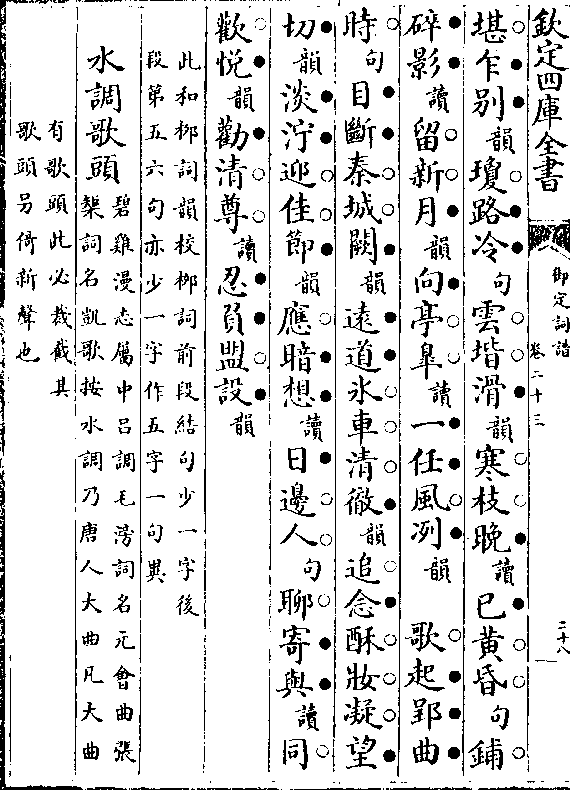 欽定四庫全書
御定詞譜
卷二十三
二十八
堪乍别韻瓊路冷句雲堦滑韻寒枝晚讀已黄昏句鋪
碎影讀留新月韻向亭皐讀一任風冽韻　歌起郢曲
時句目斷秦城闕韻遠道氷車清徹韻追念酥妝凝望
切韻淡泞迎佳節韻應暗想讀日邊人句聊寄與讀同
歡悦韻勸清尊讀忍負盟設韻
此和栁詞韻校栁詞前段結句少一字後
段第五六句亦少一字作五字一句異
水調歌頭
碧雞漫志屬中吕調毛滂詞名元會曲張
榘詞名凱歌按水調乃唐人大曲凡大曲
有歌頭此必裁截其
歌頭另倚新聲也